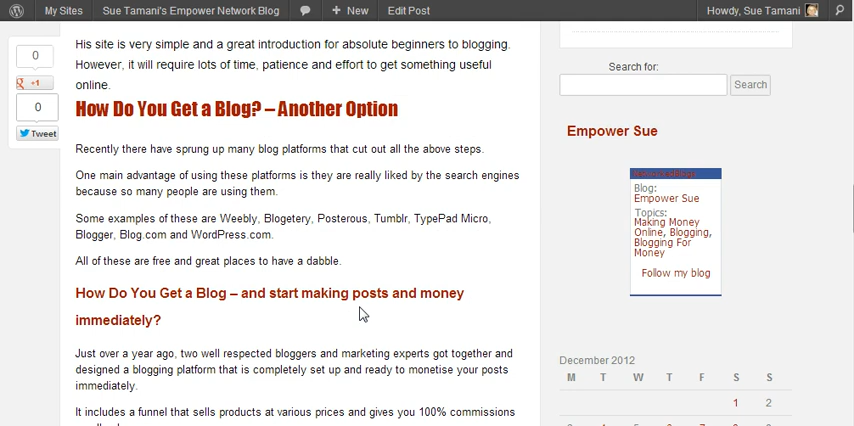 My Sites Sue Tamani's Empower Network Blog + New Edit Post Howdy, Sue Tamani
0
+1
0
Tweet
His site is very simple and a great introduction for absolute beginners to blogging.
However, it will require lots of time, patience and effort to get something useful
online.
How Do You Get a Blog? – Another Option
Recently there have sprung up many blog platforms that cut out all the above steps.
One main advantage of using these platforms is they are really liked by the search engines
because so many people are using them.
Some examples of these are Weebly, Blogetery, Posterous, Tumblr, TypePad Micro,
Blogger, Blog.com and WordPress.com.
All of these are free and great places to have a dabble.
How Do You Get a Blog – and start making posts and money
immediately?
Just over a year ago, two well respected bloggers and marketing experts got together and
designed a blogging platform that is completely set up and ready to monetise your posts
immediately.
It includes a funnel that sells products at various prices and gives you 100% commissions
Search for:
Search
Empower Sue
Blog:
Empower Sue
Topics:
Making Money
Online, Blogging,
Blogging For
Money
Follow my blog
December 2012
M T W T F S S
1 2